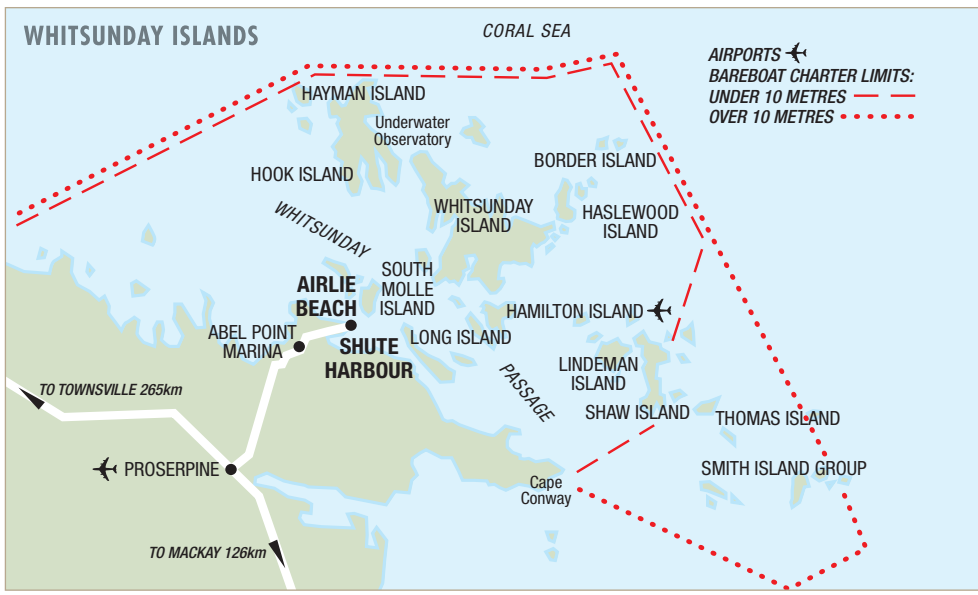 WHITSUNDAY ISLANDS
CORAL SEA
AIRPORTS
BAREBOAT CHARTER LIMITS:
UNDER 10 METRES
OVER 10 METRES
HAYMAN ISLAND
Underwater
Observatory
BORDER ISLAND
HOOK ISLAND
WHITSUNDAY
ISLAND
HASLEWOOD
ISLAND
WHITSUNDAY
SOUTH
MOLLE
ISLAND
AIRLIE
BEACH
HAMILTON ISLAND
ABEL POINT
MARINA
LONG ISLAND
SHUTE
HARBOUR
LINDEMAN
ISLAND
PASSAGE
TO TOWNSVILLE 265km
SHAW ISLAND
THOMAS ISLAND
PROSERPINE
SMITH ISLAND GROUP
Cape
Conway
TO MACKAY 126km